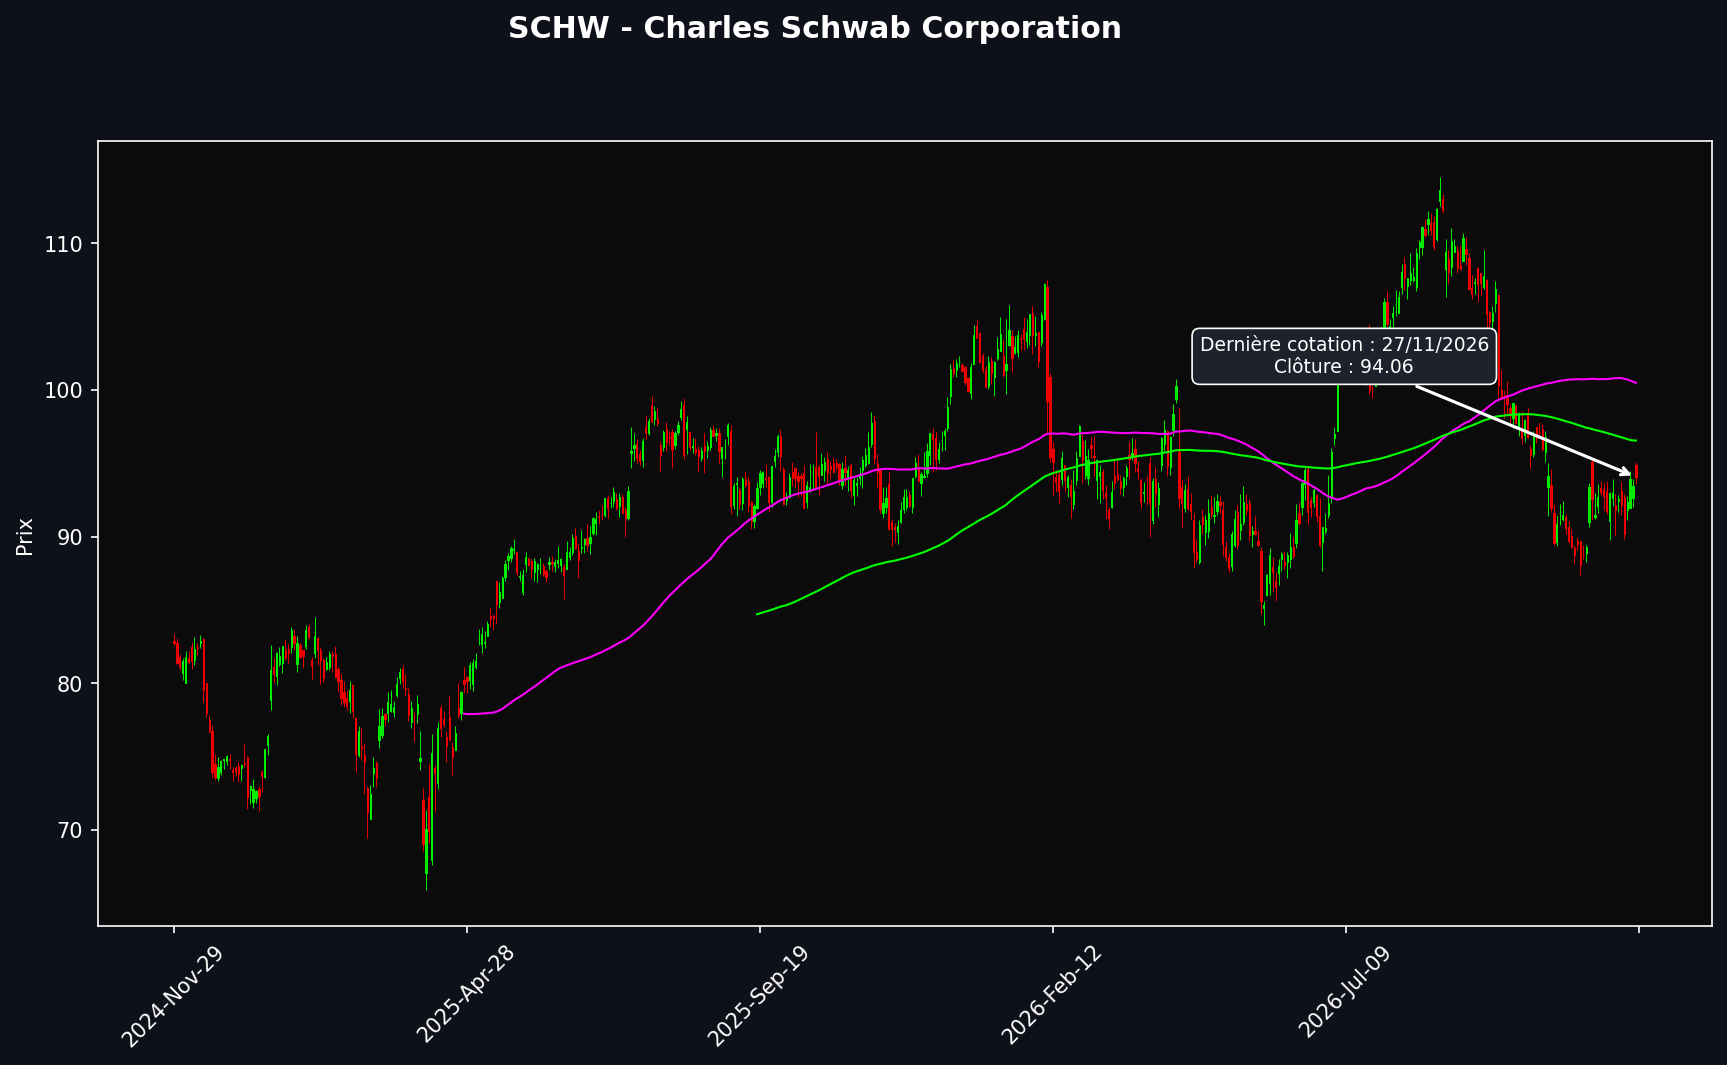 SCHW - Charles Schwab Corporation
110
100
90
80
70
Prix
Dernière cotation : 27/11/2026
Clôture : 94.06
2024-Nov-29
2025-Apr-28
2025-Sep-19
2026-Feb-12
2026-Jul-09